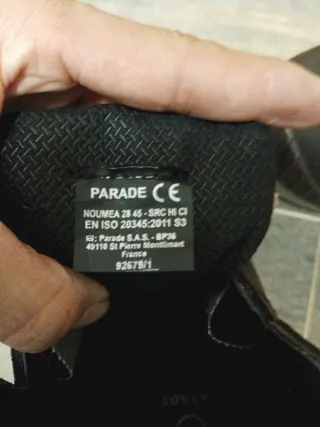 PARADE CE
NOUMEA 28 45 - SRC HI CI
EN ISO 20345:2011 S3
✉: Parade S.A.S. - BP36
49110 St Pierre Montlimart
France
92679/1